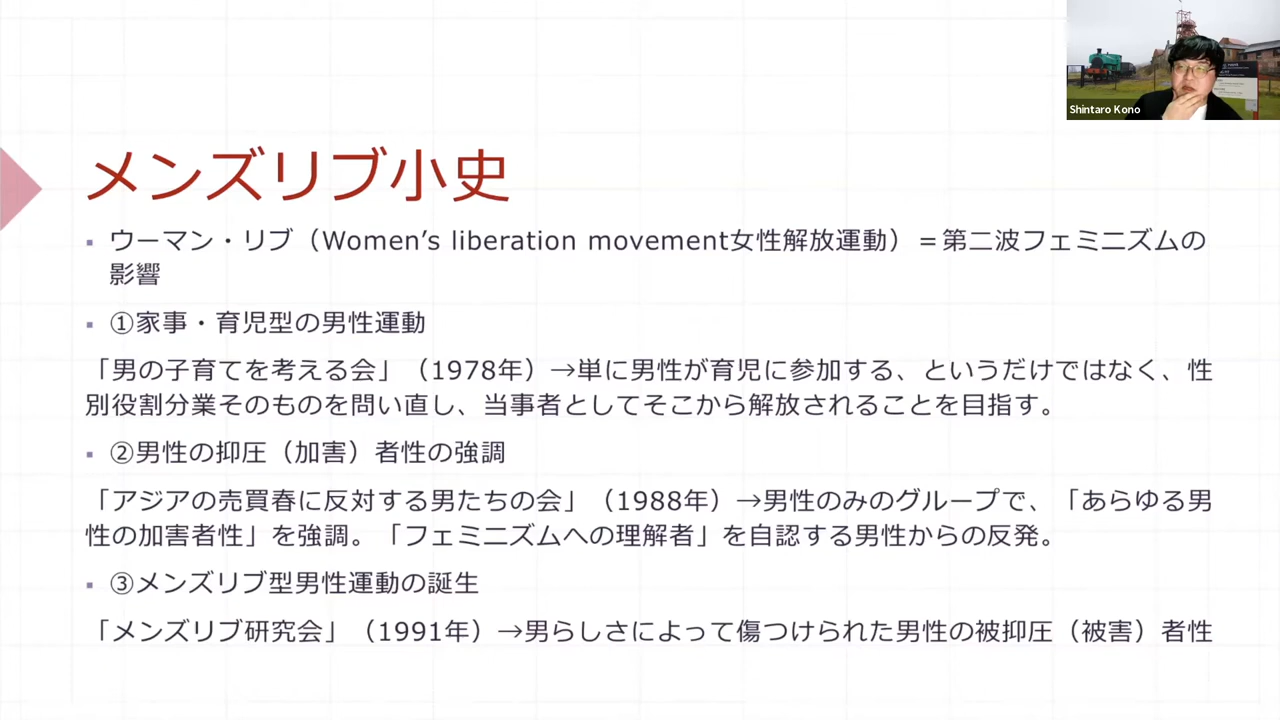 Shintaro Kono
メンズリブ小史
▪ ウーマン・リブ（Women’s liberation movement女性解放運動）＝第二波フェミニズムの
影響
▪ ①家事・育児型の男性運動
「男の子育てを考える会」（1978年）→単に男性が育児に参加する、というだけではなく、性
別役割分業そのものを問い直し、当事者としてそこから解放されることを目指す。
▪ ②男性の抑圧（加害）者性の強調
「アジアの売買春に反対する男たちの会」（1988年）→男性のみのグループで、「あらゆる男
性の加害者性」を強調。「フェミニズムへの理解者」を自認する男性からの反発。
▪ ③メンズリブ型男性運動の誕生
「メンズリブ研究会」（1991年）→男らしさによって傷つけられた男性の被抑圧（被害）者性